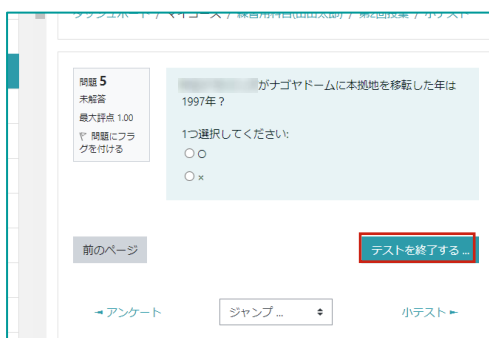 ダッシュボード / マイコース / 練習用科目(山田太郎) / 第2回授業 / 小テスト
問題 5
未解答
最大評点 1.00
問題にフラ
グを付ける
がナゴヤドームに本拠地を移転した年は
1997年？
1つ選択してください:
○
×
前のページ
テストを終了する ...
◄ アンケート
ジャンプ ...
小テスト ►